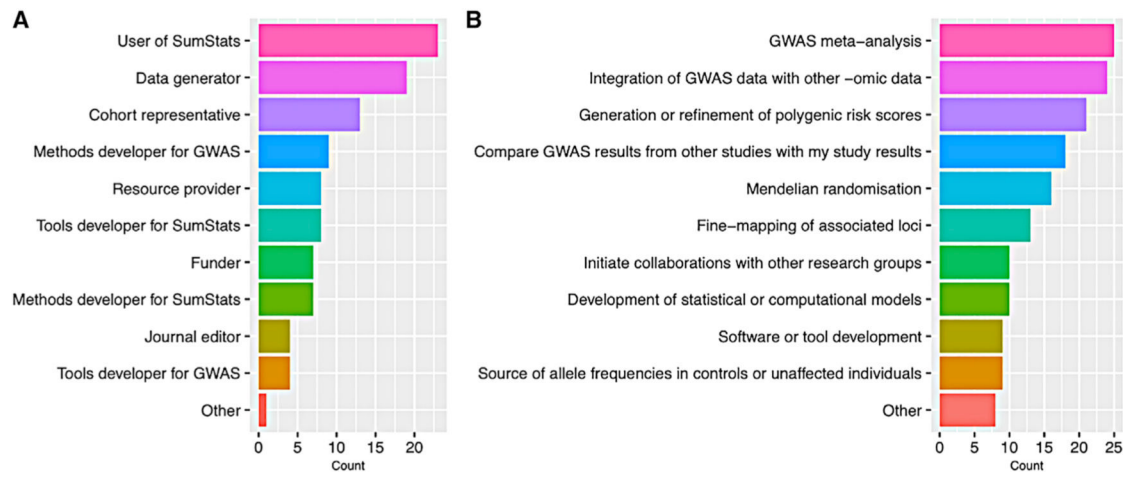 A
User of SumStats
Data generator
Cohort representative
Methods developer for GWAS
Resource provider
Tools developer for SumStats
Funder
Methods developer for SumStats
Journal editor
Tools developer for GWAS
Other
0 5 10 15 20
Count
B
GWAS meta−analysis
Integration of GWAS data with other −omic data
Generation or refinement of polygenic risk scores
Compare GWAS results from other studies with my study results
Mendelian randomisation
Fine−mapping of associated loci
Initiate collaborations with other research groups
Development of statistical or computational models
Software or tool development
Source of allele frequencies in controls or unaffected individuals
Other
0 5 10 15 20 25
Count